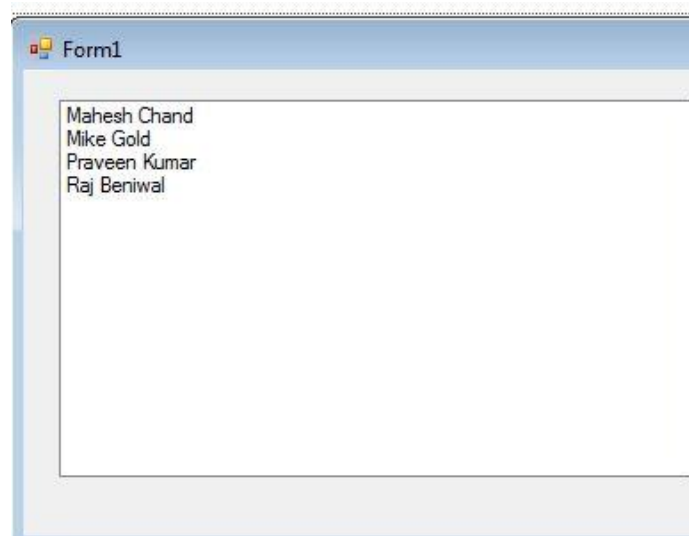 Form1
Mahesh Chand
Mike Gold
Praveen Kumar
Raj Beniwal